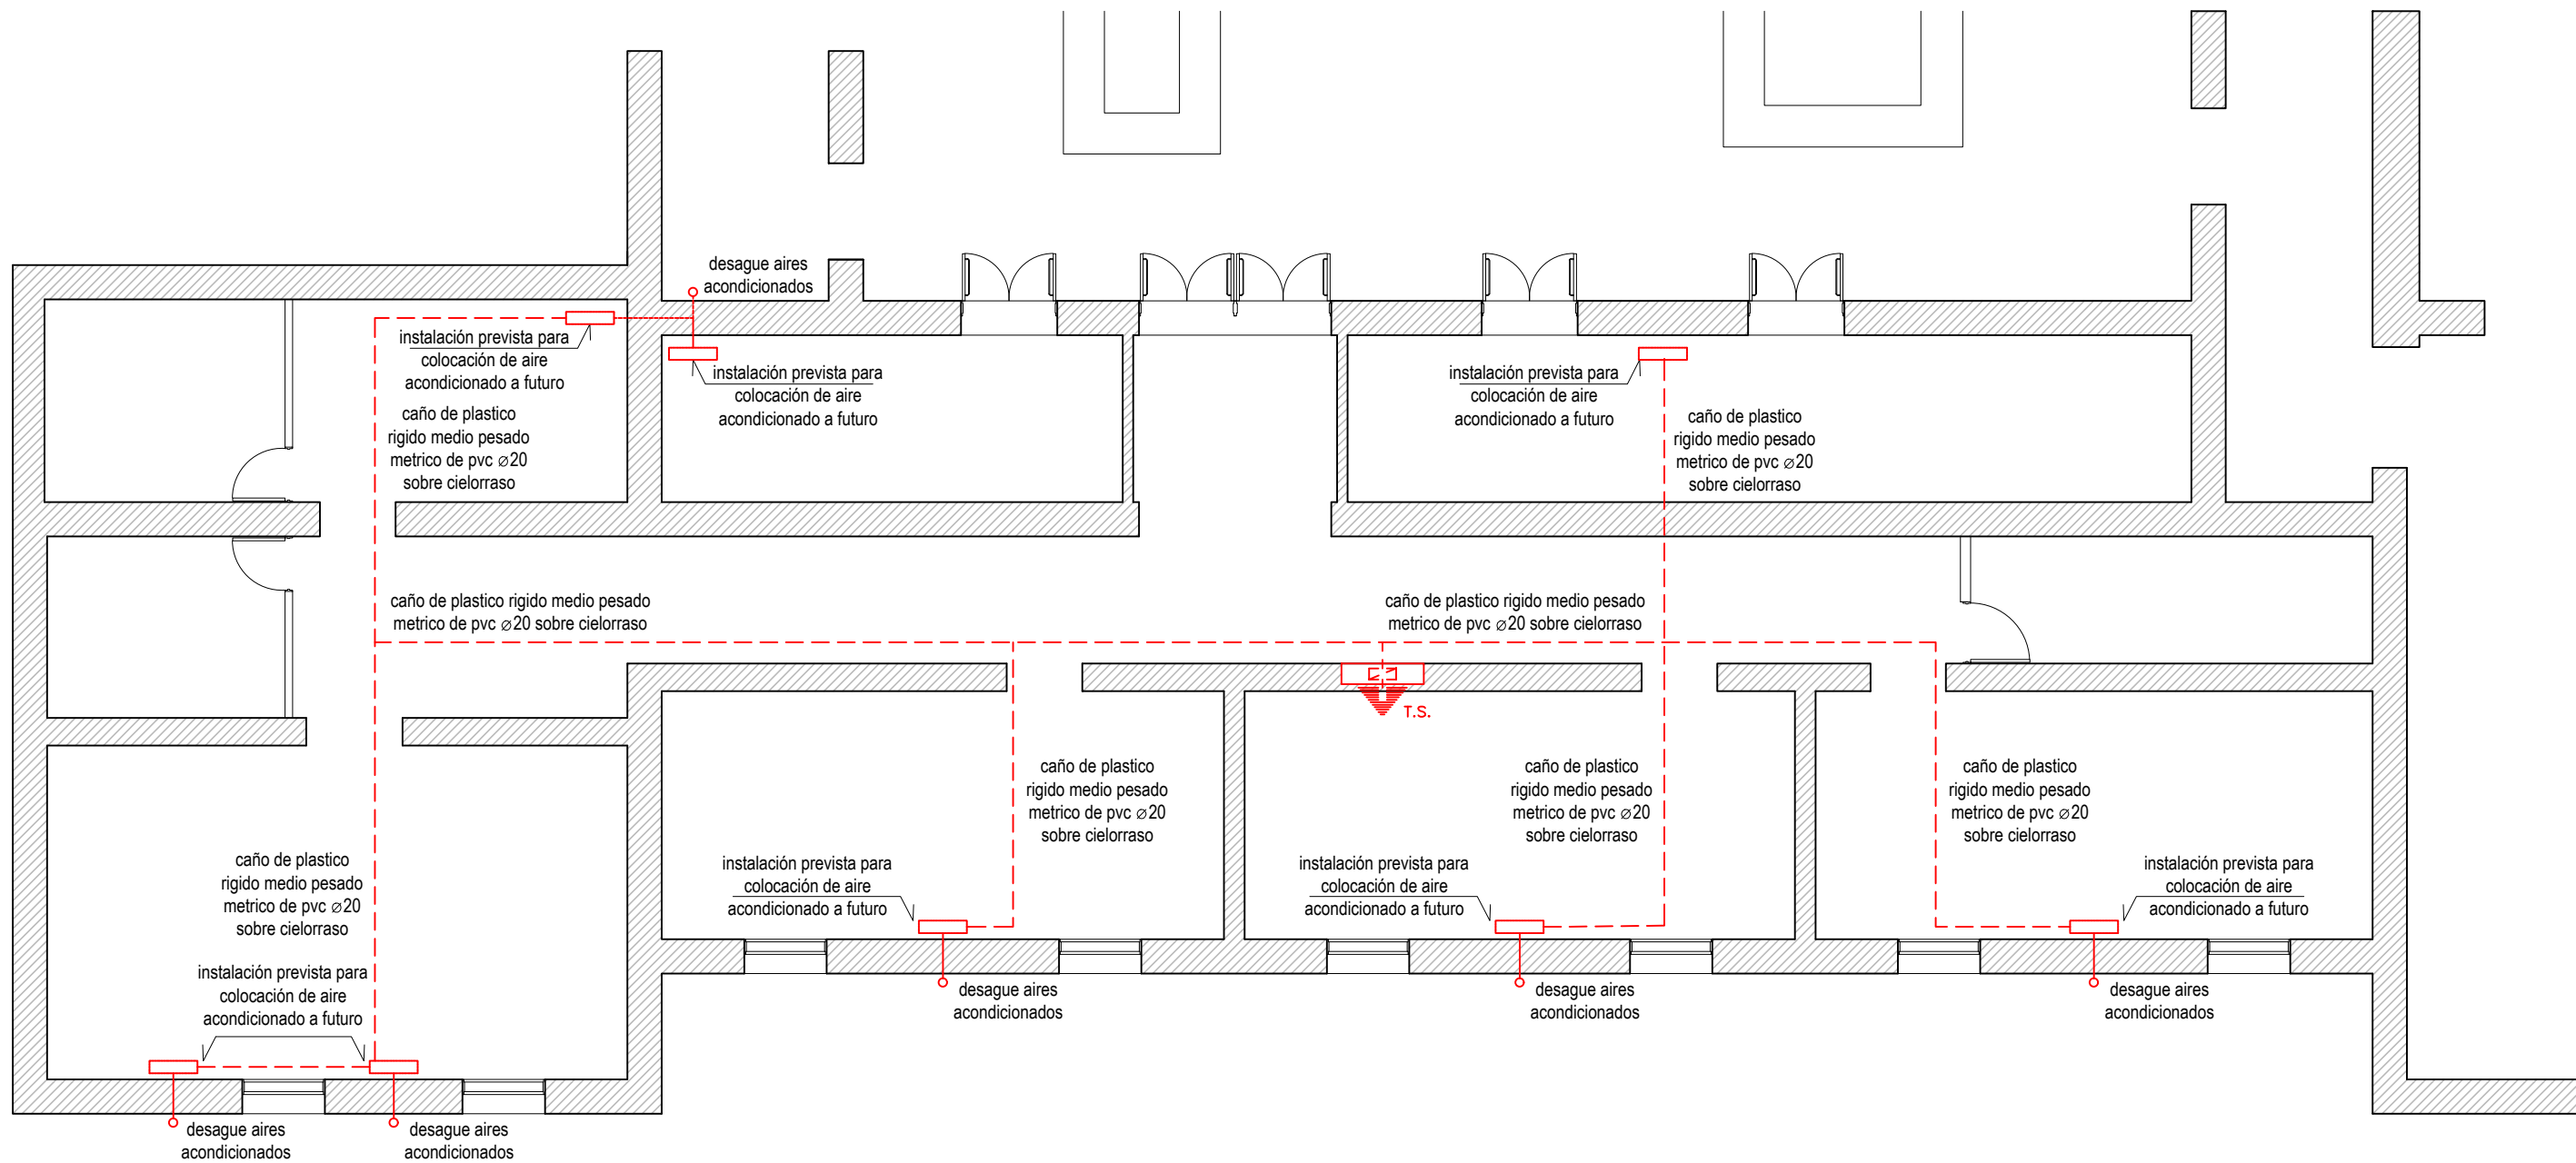 desague aires
acondicionados
instalación prevista para
colocación de aire
acondicionado a futuro
instalación prevista para
colocación de aire
acondicionado a futuro
instalación prevista para
colocación de aire
acondicionado a futuro
caño de plastico
rigido medio pesado
metrico de pvc ⌀20
sobre cielorraso
caño de plastico
rigido medio pesado
metrico de pvc ⌀20
sobre cielorraso
caño de plastico rigido medio pesado
metrico de pvc ⌀20 sobre cielorraso
caño de plastico rigido medio pesado
metrico de pvc ⌀20 sobre cielorraso
T.S.
caño de plastico
rigido medio pesado
metrico de pvc ⌀20
sobre cielorraso
caño de plastico
rigido medio pesado
metrico de pvc ⌀20
sobre cielorraso
caño de plastico
rigido medio pesado
metrico de pvc ⌀20
sobre cielorraso
caño de plastico
rigido medio pesado
metrico de pvc ⌀20
sobre cielorraso
instalación prevista para
colocación de aire
acondicionado a futuro
instalación prevista para
colocación de aire
acondicionado a futuro
instalación prevista para
colocación de aire
acondicionado a futuro
instalación prevista para
colocación de aire
acondicionado a futuro
desague aires
acondicionados
desague aires
acondicionados
desague aires
acondicionados
desague aires
acondicionados
desague aires
acondicionados